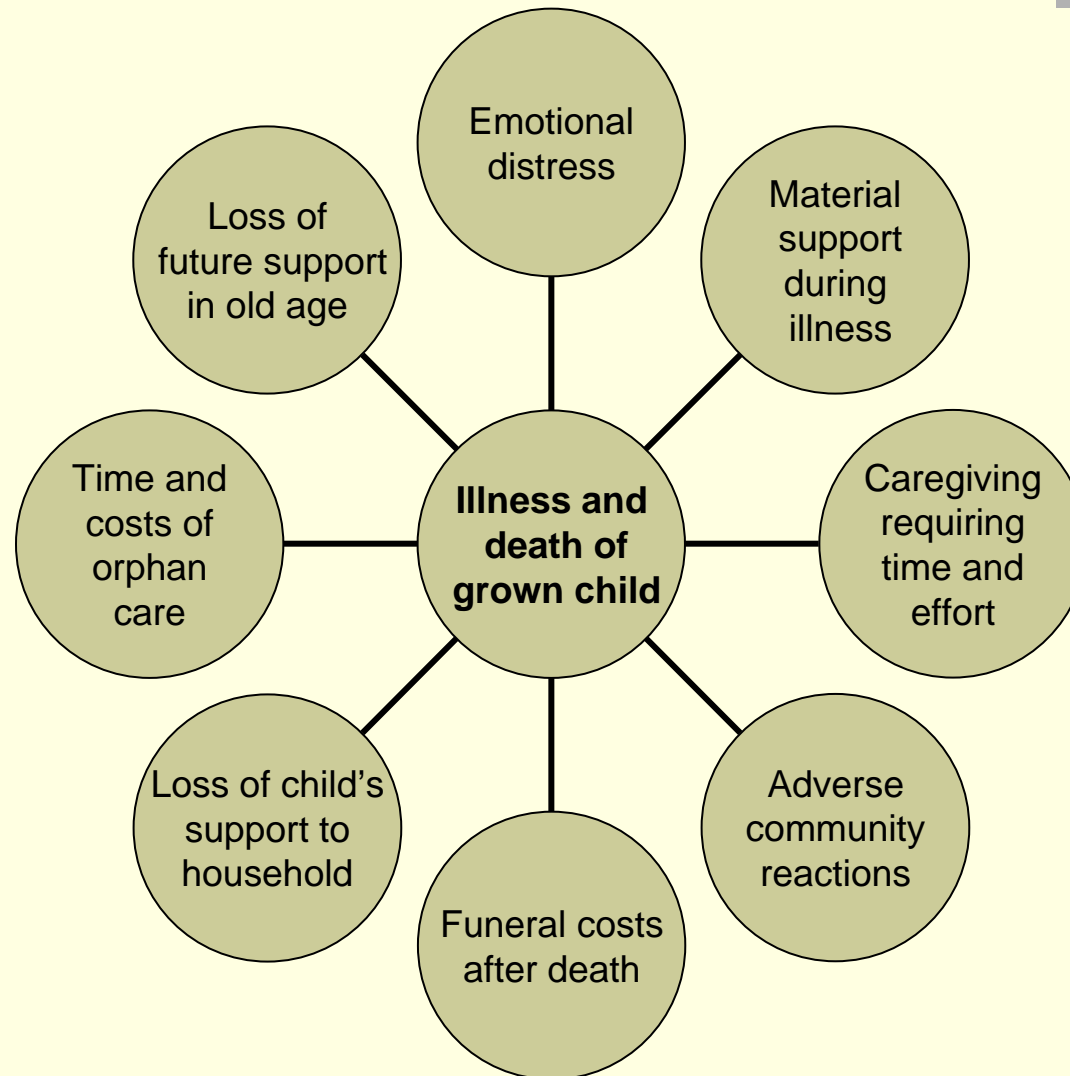 Emotional
distress
Material
support
during
illness
Caregiving
requiring
time and
effort
Adverse
community
reactions
Funeral costs
after death
Loss of child’s
support to
household
Time and
costs of
orphan
care
Loss of
future support
in old age
Illness and
death of
grown child